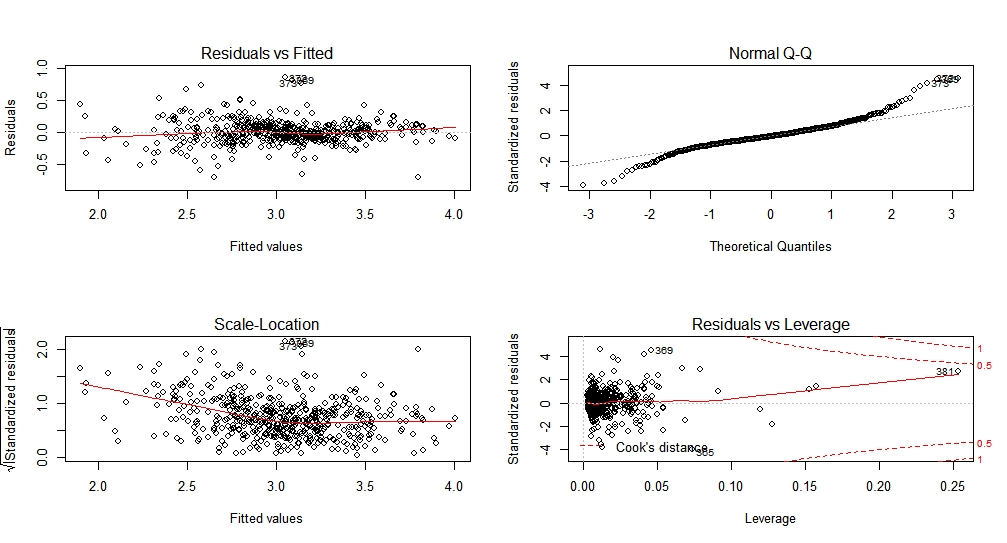 Residuals vs Fitted
Residuals
-0.5 0.0 0.5 1.0
2.0 2.5 3.0 3.5 4.0
Fitted values
Normal Q-Q
Standardized residuals
-4 -2 0 2 4
-3 -2 -1 0 1 2 3
Theoretical Quantiles
373
Scale-Location
√|Standardized residuals|
0.0 1.0 2.0
2.0 2.5 3.0 3.5 4.0
Fitted values
Residuals vs Leverage
Standardized residuals
-4 -2 0 2 4
369
381
1
0.5
0.5
1
Cook's distance
0.00 0.05 0.10 0.15 0.20 0.25
Leverage